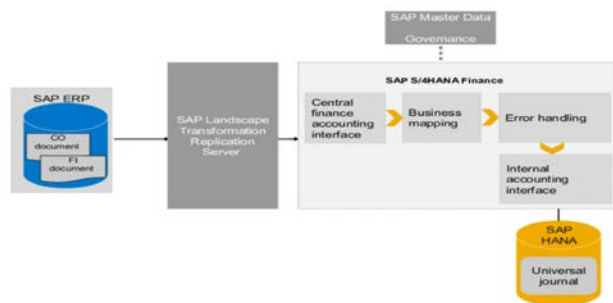 SAP Master Data
Governance
SAP ERP
CO
document
FI
document
SAP Landscape
Transformation
Replication
Server
SAP S/4HANA Finance
Central
finance
accounting
interface
Business
mapping
Error handling
Internal
accounting
interface
SAP
HANA
Universal
journal